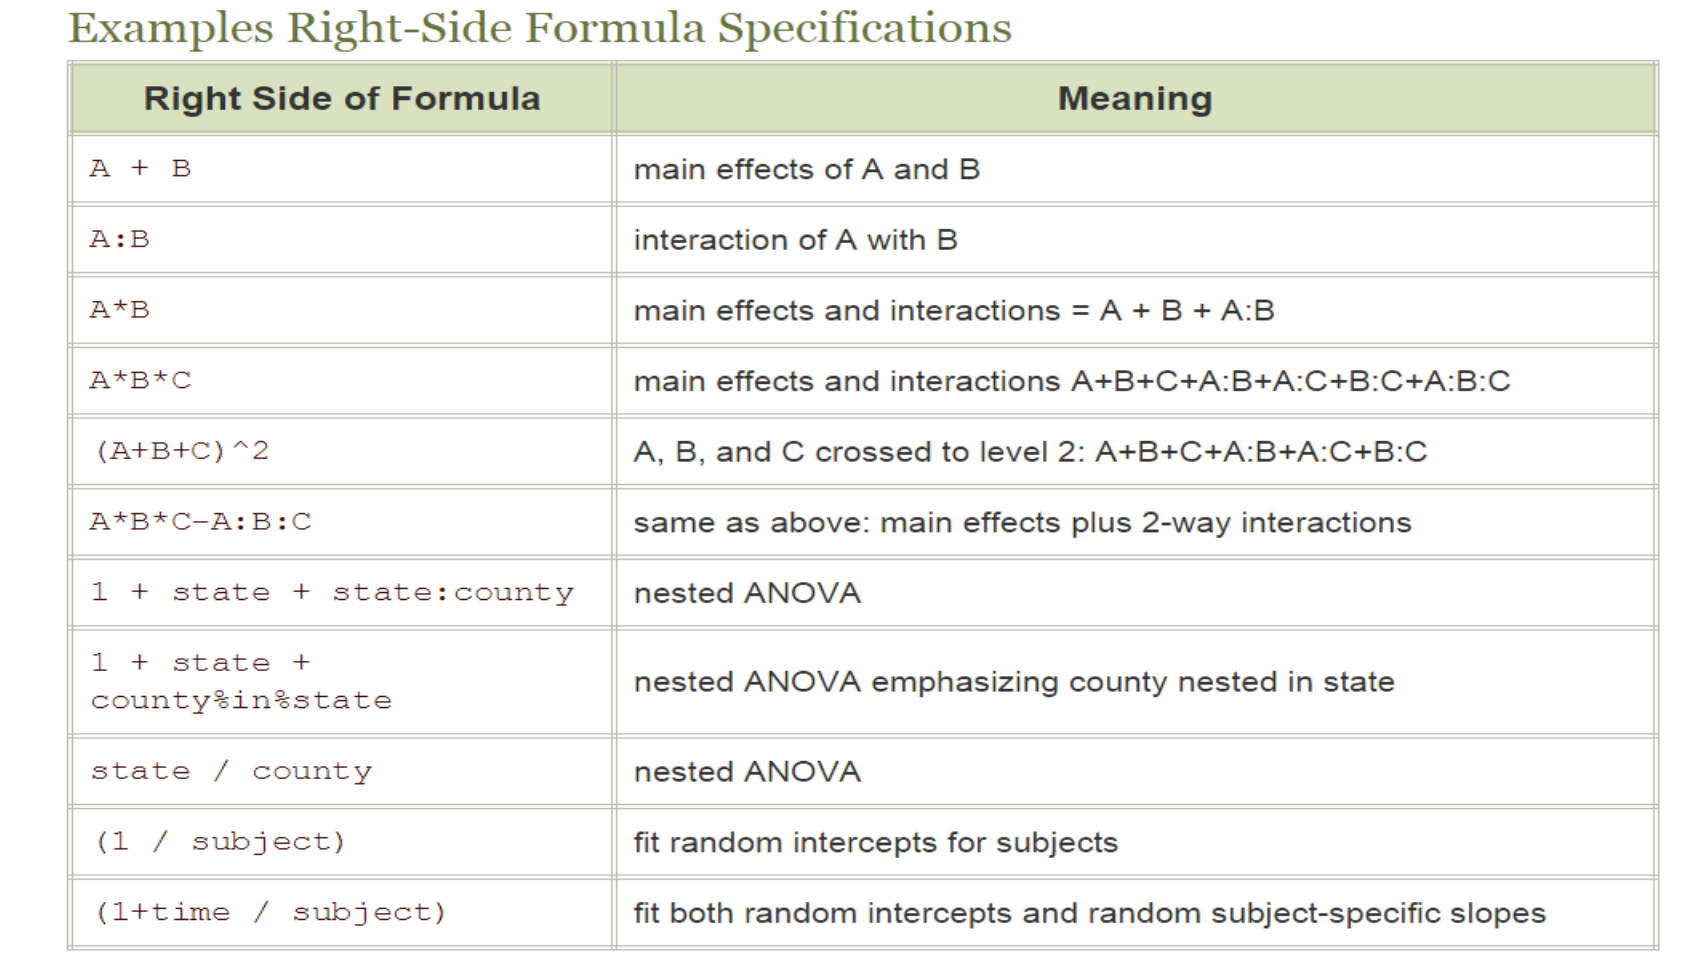 Examples Right-Side Formula Specifications
Right Side of Formula Meaning
A + B main effects of A and B
A:B interaction of A with B
A*B main effects and interactions = A + B + A:B
A*B*C main effects and interactions A+B+C+A:B+A:C+B:C+A:B:C
(A+B+C)^2 A, B, and C crossed to level 2: A+B+C+A:B+A:C+B:C
A*B*C-A:B:C same as above: main effects plus 2-way interactions
1 + state + state:county nested ANOVA
1 + state +
county%in%state nested ANOVA emphasizing county nested in state
state / county nested ANOVA
(1 / subject) fit random intercepts for subjects
(1+time / subject) fit both random intercepts and random subject-specific slopes